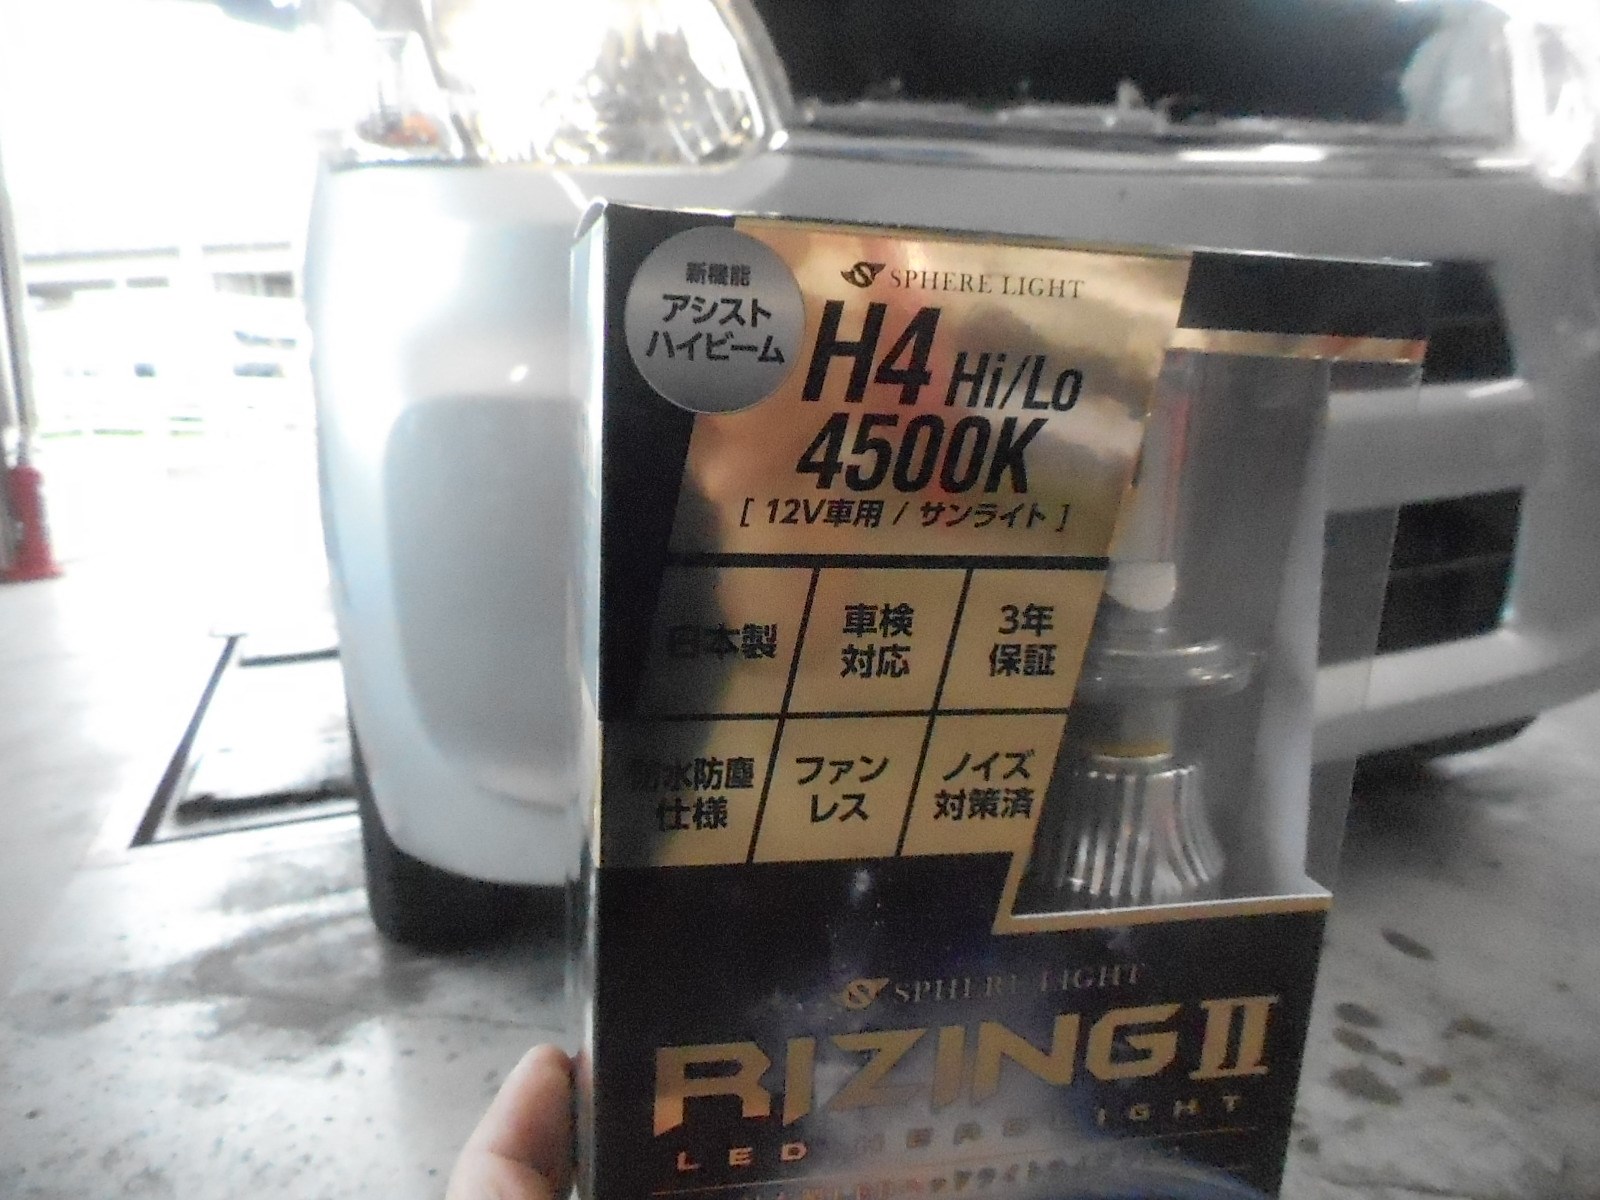 新機能
アシスト
ハイビーム
SPHERE LIGHT
H4 Hi/Lo
4500K
[ 12V車用 / サンライト ]
日本製
車検
対応
3年
保証
防水防塵
仕様
ファン
レス
ノイズ
対策済
SPHERE LIGHT
RIZING II
LED HEADLIGHT